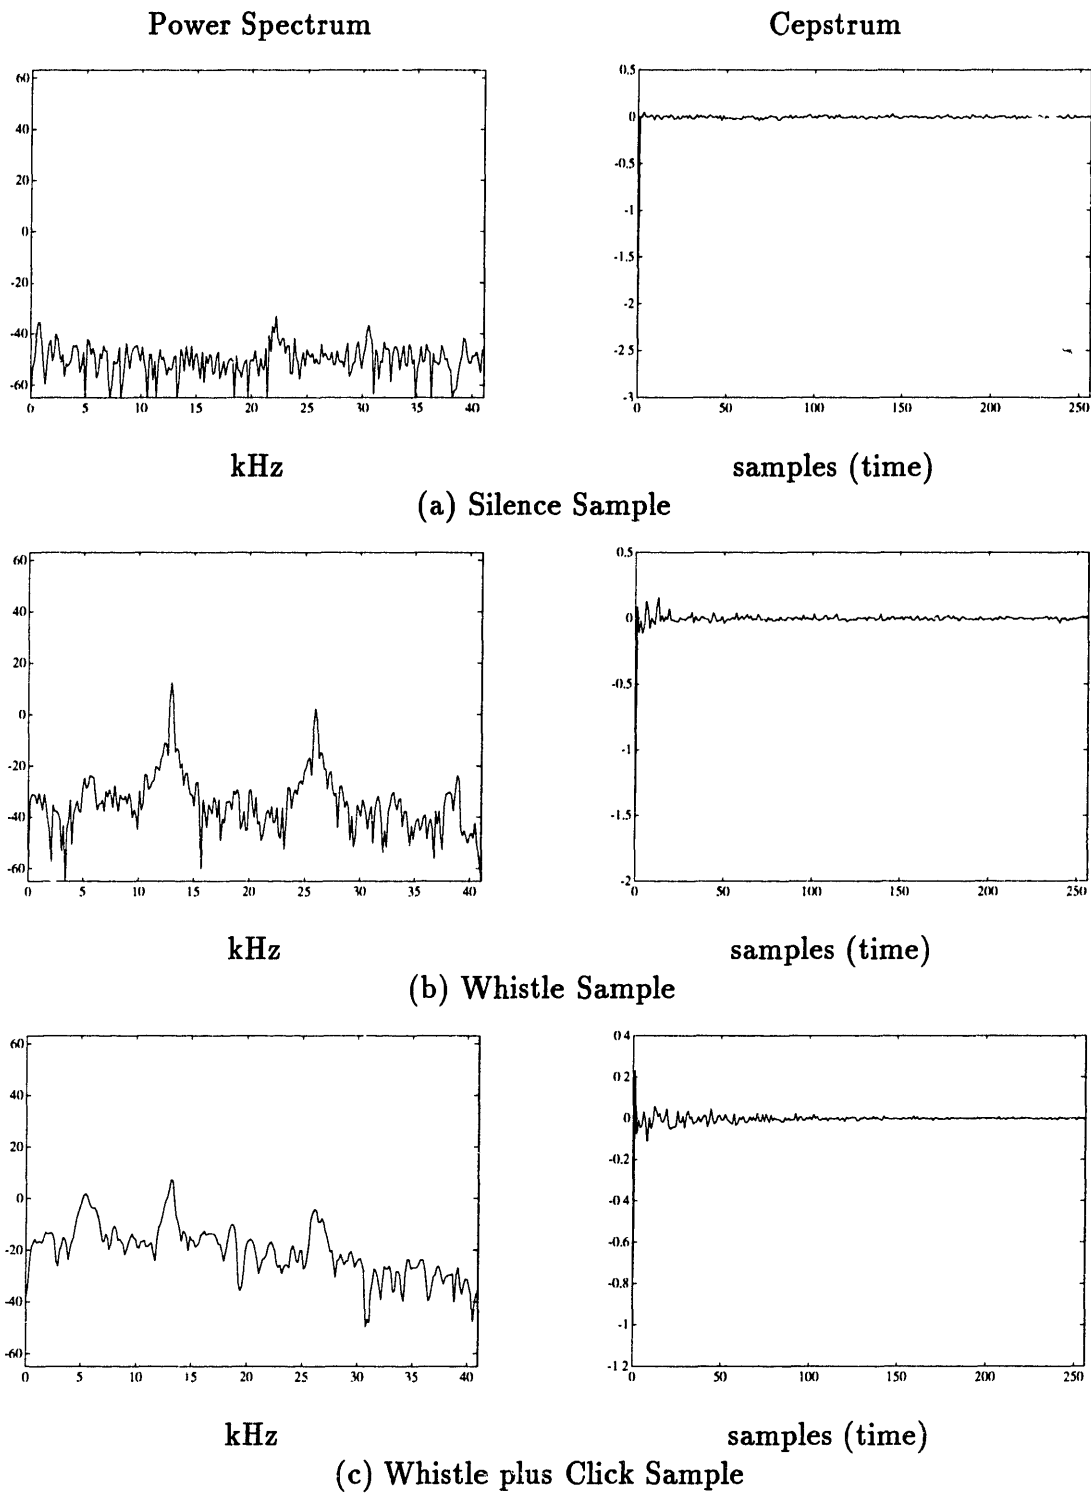 Power Spectrum
Cepstrum
60
40
20
0
-20
-40
-60
0 5 10 15 20 25 30 35 40
0.5
0
-0.5
-1
-1.5
-2
-2.5
-3
0 50 100 150 200 250
kHz
samples (time)
(a) Silence Sample
60
40
20
0
-20
-40
-60
0 5 10 15 20 25 30 35 40
0.5
0
-0.5
-1
-1.5
-2
0 50 100 150 200 250
kHz
samples (time)
(b) Whistle Sample
60
40
20
0
-20
-40
-60
0 5 10 15 20 25 30 35 40
0.4
0.2
0
-0.2
-0.4
-0.6
-0.8
-1
-1.2
0 50 100 150 200 250
kHz
samples (time)
(c) Whistle plus Click Sample